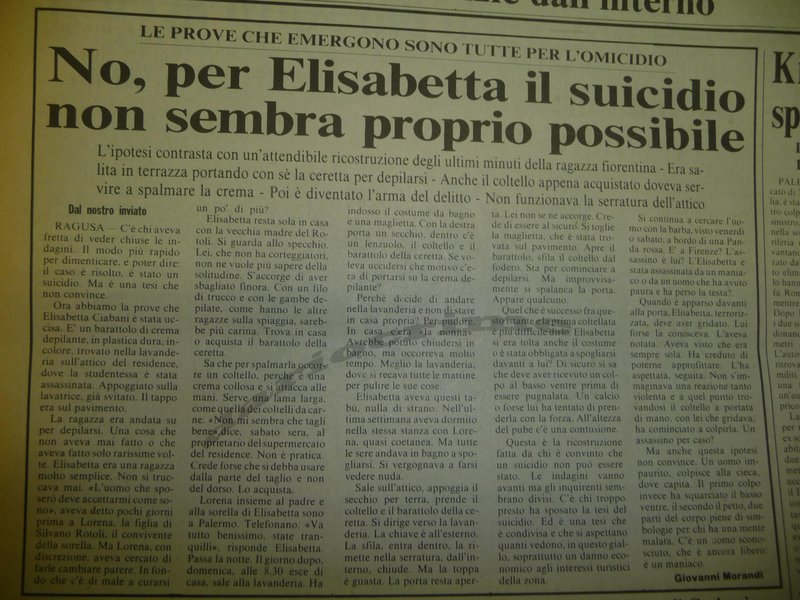 dall'interno
LE PROVE CHE EMERGONO SONO TUTTE PER L'OMICIDIO
No, per Elisabetta il suicidio
non sembra proprio possibile
L'ipotesi contrasta con un'attendibile ricostruzione degli ultimi minuti della ragazza fiorentina - Era sa-
lita in terrazza portando con sè la ceretta per depilarsi - Anche il coltello appena acquistato doveva ser-
vire a spalmare la crema - Poi è diventato l'arma del delitto - Non funzionava la serratura dell'attico
Dal nostro inviato
RAGUSA — C'è chi aveva
fretta di veder chiuse le in-
dagini. Il modo più rapido
per dimenticare, e poter dire:
il caso è risolto, è stato un
suicidio. Ma è una tesi che
non convince.
Ora abbiamo la prova che
Elisabetta Ciabani è stata uc-
cisa. E' un barattolo di crema
depilante, in plastica dura, in-
colore, trovato nella lavande-
ria sull'attico del residence,
dove la studentessa è stata
assassinata. Appoggiato sulla
lavatrice, già svitato. Il tappo
era sul pavimento.
La ragazza era andata su
per depilarsi. Una cosa che
non aveva mai fatto o che
aveva fatto solo rarissime vol-
te. Elisabetta era una ragazza
molto semplice. Non si truc-
cava mai. «L'uomo che spo-
serò deve accettarmi come so-
no», aveva detto pochi giorni
prima a Lorena, la figlia di
Silvano Rotoli, il convivente
della sorella. Ma Lorena, con
discrezione, aveva cercato di
farle cambiare parere. In fon-
do che c'è di male a curarsi
un po' di più?
Elisabetta resta sola in casa
con la vecchia madre del Ro-
toli. Si guarda allo specchio.
Lei, che non ha corteggiatori,
non ne vuole più sapere della
solitudine. S'accorge di aver
sbagliato finora. Con un filo
di trucco e con le gambe de-
pilate, come hanno le altre
ragazze sulla spiaggia, sareb-
be più carina. Trova in casa
o acquista il barattolo della
ceretta.
Sa che per spalmarla occor-
re un coltello, perchè è una
crema collosa e si attacca alle
mani. Serve una lama larga,
come quella dei coltelli da car-
ne. «Non mi sembra che tagli
bene», dice, sabato sera, al
proprietario del supermercato
del residence. Non è pratica.
Crede forse che si debba usare
dalla parte del taglio e non
del dorso. Lo acquista.
Lorena insieme al padre e
alla sorella di Elisabetta sono
a Palermo. Telefonano. «Va
tutto benissimo, state tran-
quilli», risponde Elisabetta.
Passa la notte. Il giorno dopo,
domenica, alle 8.30 esce di
casa, sale alla lavanderia. Ha
indosso il costume da bagno
e una maglietta. Con la destra
porta un secchio, dentro c'è
un lenzuolo, il coltello e il
barattolo della ceretta. Se vo-
leva uccidersi che motivo c'e-
ra di portarsi su la crema de-
pilante?
Perchè decide di andare
nella lavanderia e non di stare
in casa propria? Per pudore.
In casa c'era la nonna.
Avrebbe potuto chiudersi in
bagno, ma occorreva molto
tempo. Meglio la lavanderia,
dove si recava tutte le mattine
per pulire le sue cose.
Elisabetta aveva questi ta-
bù, nulla di strano. Nell'ul-
tima settimana aveva dormito
nella stessa stanza con Lore-
na, quasi coetanea. Ma tutte
le sere andava in bagno a spo-
gliarsi. Si vergognava a farsi
vedere nuda.
Sale sull'attico, appoggia il
secchio per terra, prende il
coltello e il barattolo della ce-
retta. Si dirige verso la lavan-
deria. La chiave è all'esterno.
La sfila, entra dentro, la ri-
mette nella serratura, dall'in-
terno, chiude. Ma la toppa
è guasta. La porta resta aper-
ta. Lei non se ne accorge. Cre-
de di essere al sicuro. Si toglie
la maglietta, che è stata tro-
vata sul pavimento. Apre il
barattolo, sfila il coltello dal
fodero. Sta per cominciare a
depilarsi. Ma improvvisamen-
te si spalanca la porta.
Appare qualcuno.
Quel che è successo fra que-
sto istante e la prima coltellata
è più difficile dirlo. Elisabetta
si era tolta anche il costume
o è stata obbligata a spogliarsi
davanti a lui? Di sicuro si sa
che deve aver ricevuto un col-
po al basso ventre prima di
essere pugnalata. Un calcio
o forse lui ha tentato di pren-
derla con la forza. All'altezza
del pube c'è una contusione.
Questa è la ricostruzione
fatta da chi è convinto che
un suicidio non può essere
stato. Le indagini vanno
avanti ma gli inquirenti sem-
brano divisi. C'è chi troppo
presto ha sposato la tesi del
suicidio. Ed è una tesi che
è condivisa e che si aspettano
quanti vedono, in questo gial-
lo, soprattutto un danno eco-
nomico agli interessi turistici
della zona.
Si continua a cercare l'uo-
mo con la barba, visto venerdì
o sabato, a bordo di una Pan-
da rossa. E' a Firenze? L'as-
sassino è lui? L'Elisabetta è
stata assassinata da un mania-
co o da un uomo che ha avuto
paura e ha perso la testa?
Quando è apparso davanti
alla porta, Elisabetta, terroriz-
zata, deve aver gridato. Lui
forse la conosceva. L'aveva
notata. Aveva visto che era
sempre sola. Ha creduto di
poterne approfittare. L'ha
aspettata, seguita. Non s'im-
maginava una reazione tanto
violenta e a quel punto tro-
vandosi il coltello a portata
di mano, con lei che gridava,
ha cominciato a colpirla. Un
assassino per caso?
Ma anche questa ipotesi
non convince. Un uomo im-
paurito, colpisce alla cieca,
dove capita. Il primo colpo
invece ha squarciato il basso
ventre, il secondo il petto, due
parti del corpo piene di sim-
bologie per chi ha una mente
malata. C'è un uomo scono-
sciuto, che è ancora libero:
è un maniaco.
Giovanni Morandi